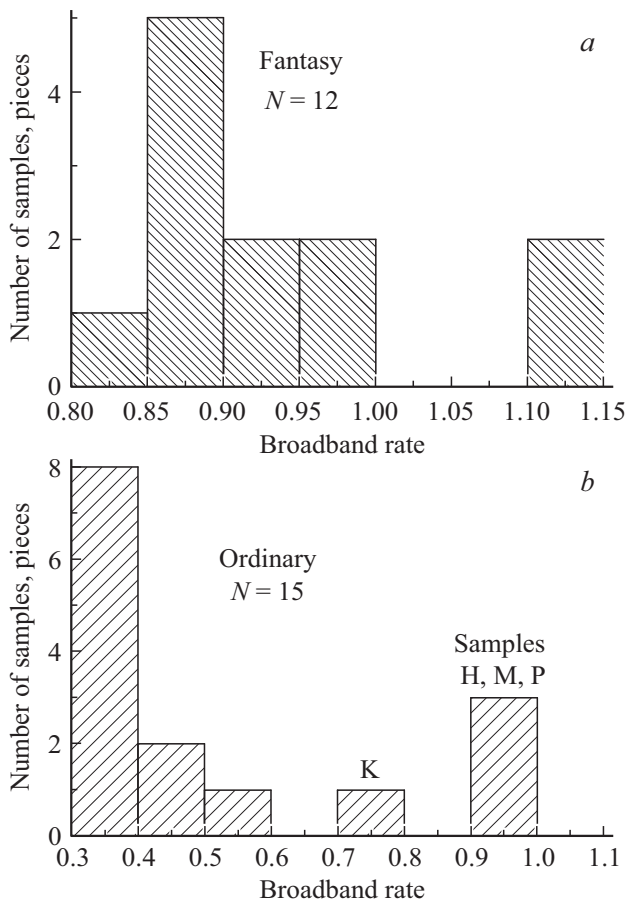 a
Fantasy
N = 12
Number of samples, pieces
4
2
0
0.80 0.85 0.90 0.95 1.00 1.05 1.10 1.15
Broadband rate
b
Ordinary
N = 15
Samples
H, M, P
K
Number of samples, pieces
8
6
4
2
0
0.3 0.4 0.5 0.6 0.7 0.8 0.9 1.0 1.1
Broadband rate